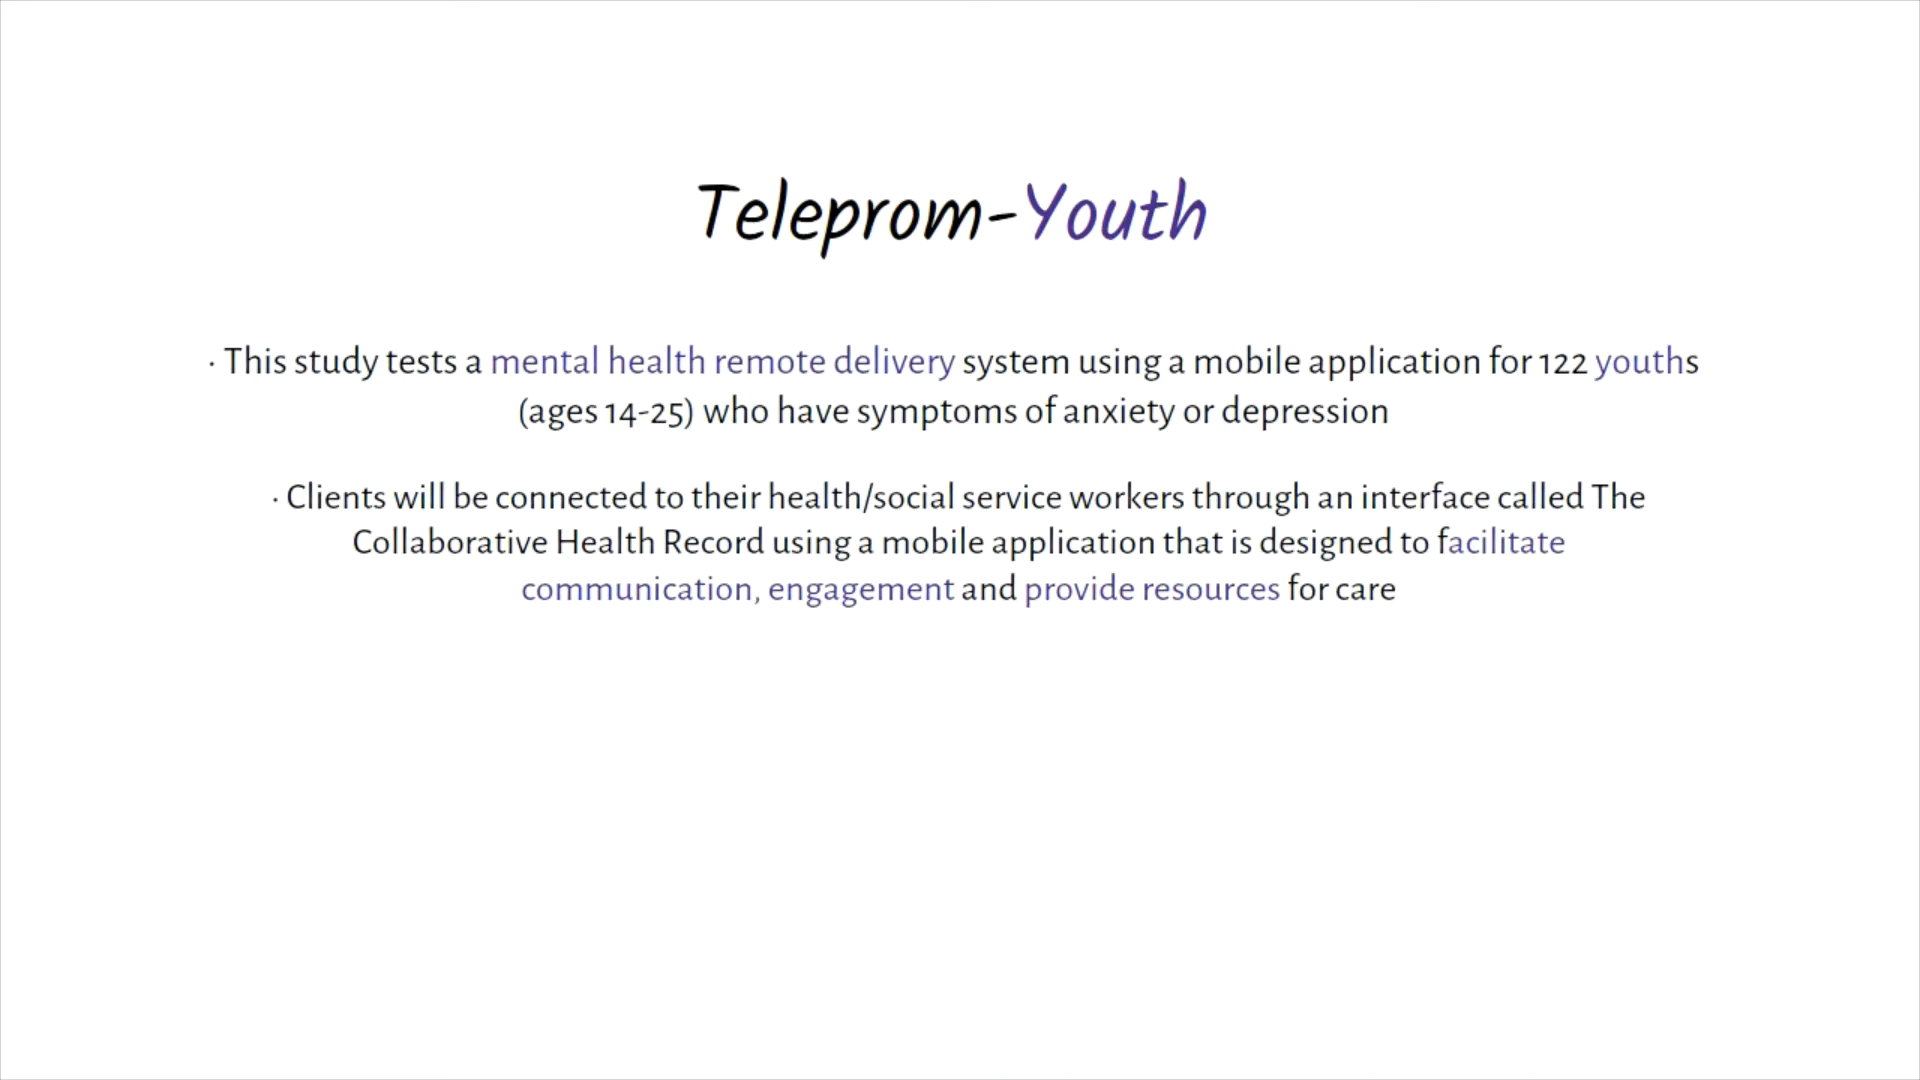 Teleprom-Youth
· This study tests a mental health remote delivery system using a mobile application for 122 youths
(ages 14-25) who have symptoms of anxiety or depression
· Clients will be connected to their health/social service workers through an interface called The
Collaborative Health Record using a mobile application that is designed to facilitate
communication, engagement and provide resources for care